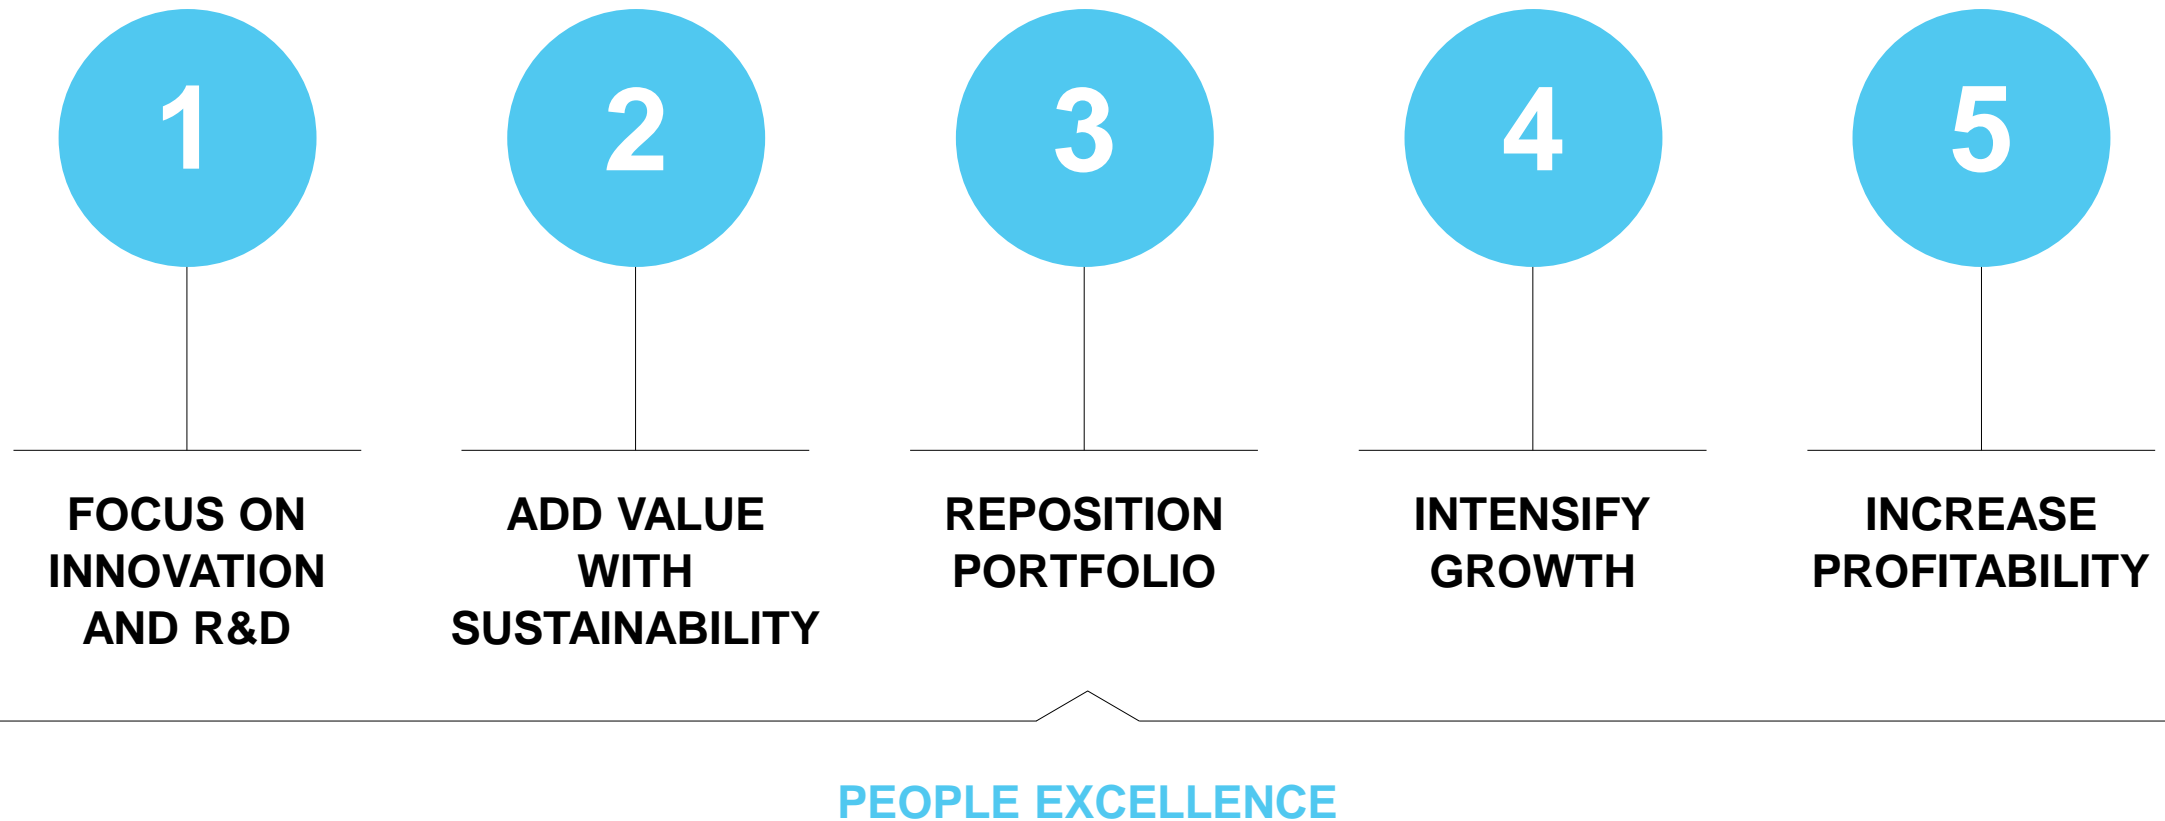 1
2
3
4
5
FOCUS ON
INNOVATION
AND R&D
ADD VALUE
WITH
SUSTAINABILITY
REPOSITION
PORTFOLIO
INTENSIFY
GROWTH
INCREASE
PROFITABILITY
PEOPLE EXCELLENCE